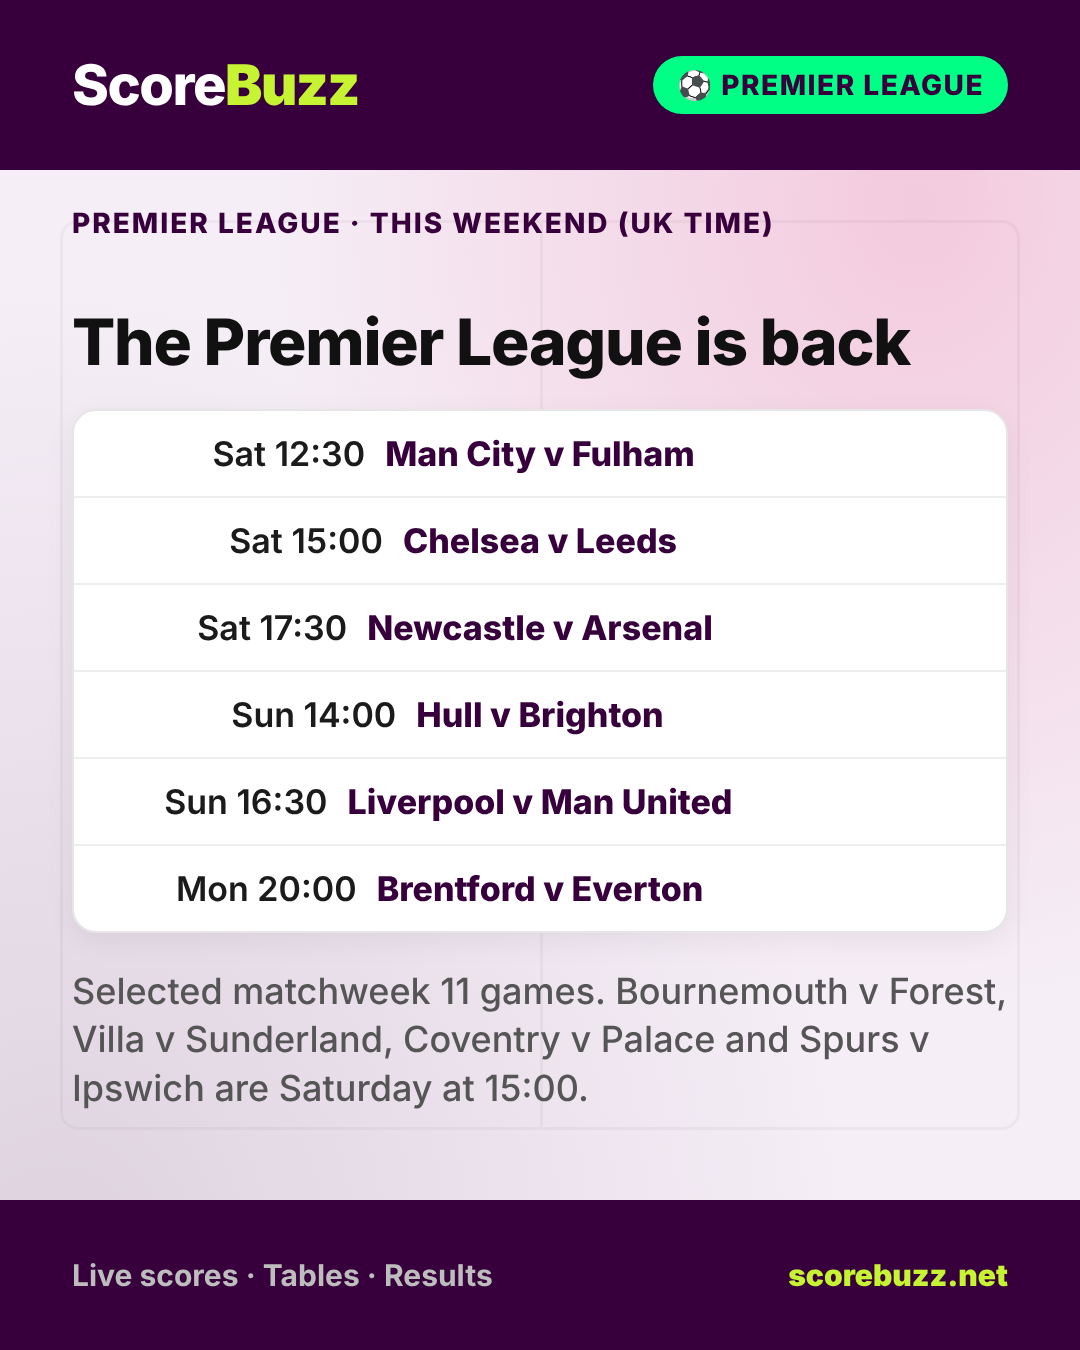 ScoreBuzz
⚽ PREMIER LEAGUE
PREMIER LEAGUE · THIS WEEKEND (UK TIME)
The Premier League is back
Sat 12:30 Man City v Fulham
Sat 15:00 Chelsea v Leeds
Sat 17:30 Newcastle v Arsenal
Sun 14:00 Hull v Brighton
Sun 16:30 Liverpool v Man United
Mon 20:00 Brentford v Everton
Selected matchweek 11 games. Bournemouth v Forest,
Villa v Sunderland, Coventry v Palace and Spurs v
Ipswich are Saturday at 15:00.
Live scores · Tables · Results
scorebuzz.net